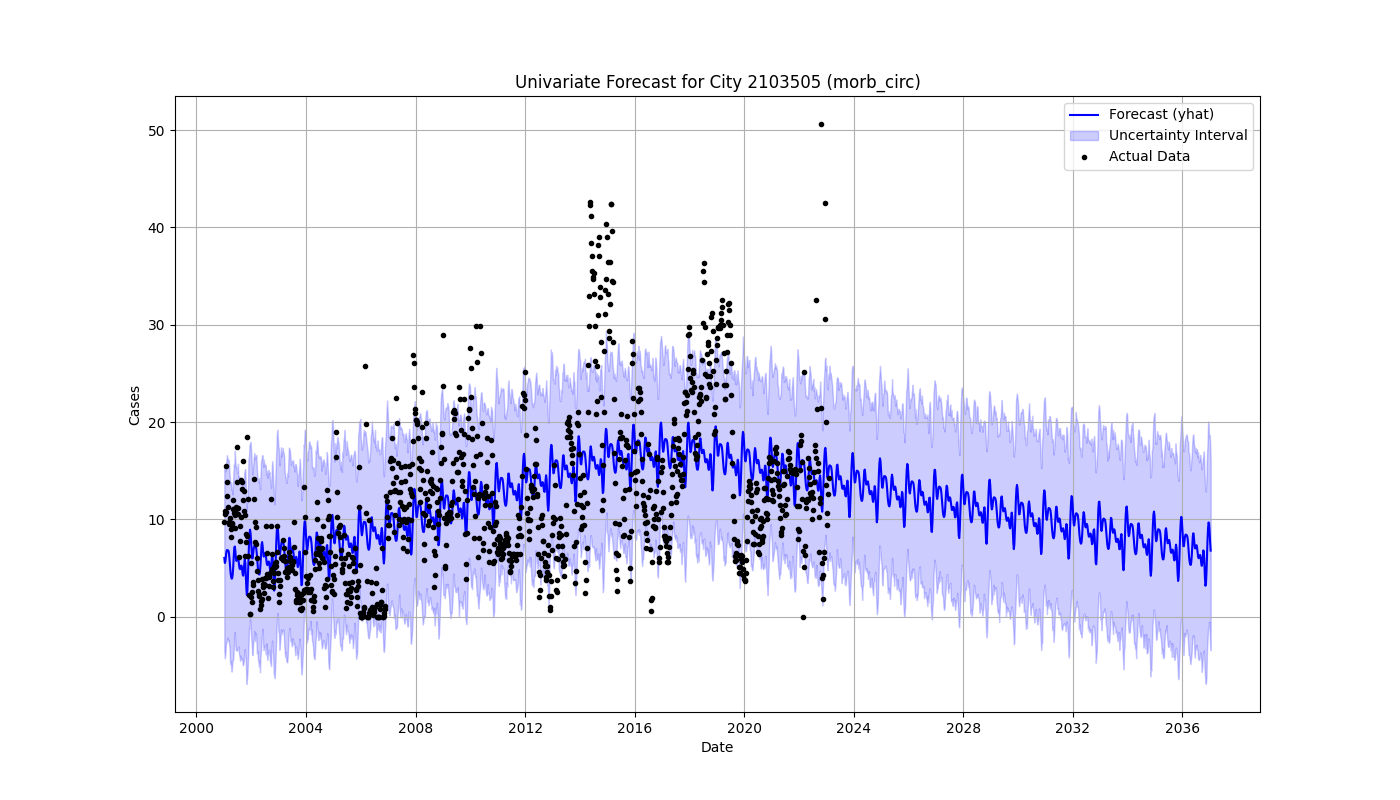 Univariate Forecast for City 2103505 (morb_circ)
Forecast (yhat)
Uncertainty Interval
Actual Data
50
40
30
20
10
0
Cases
2000 2004 2008 2012 2016 2020 2024 2028 2032 2036
Date